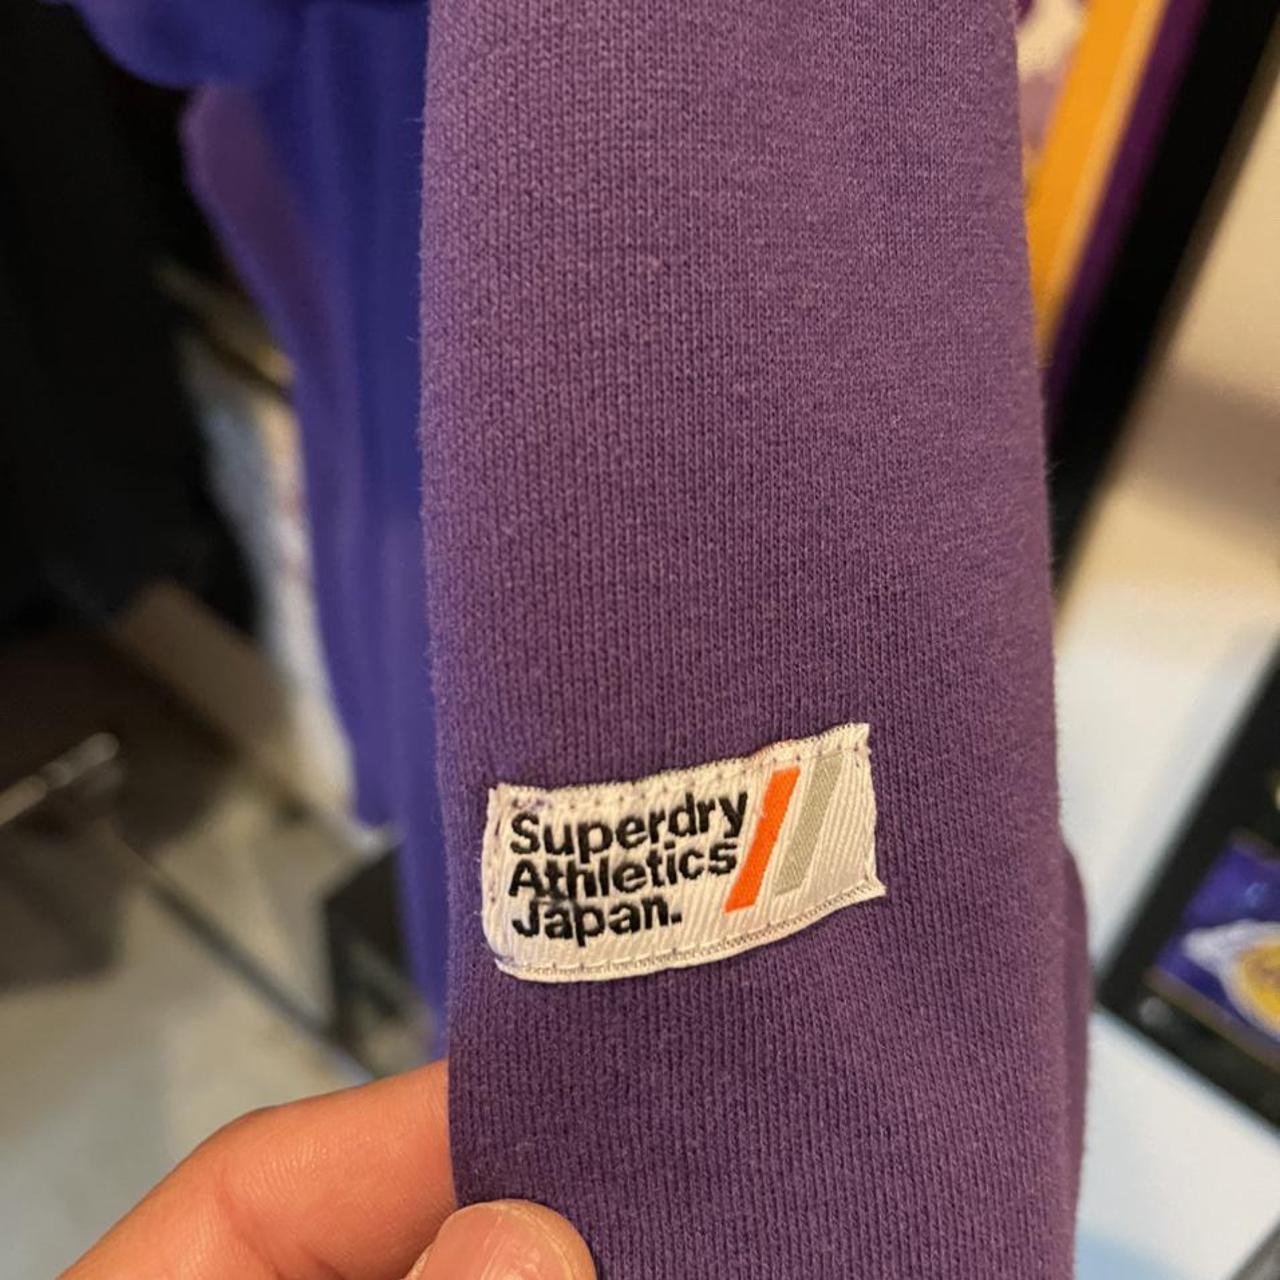 Superdry
Athletics
Japan.